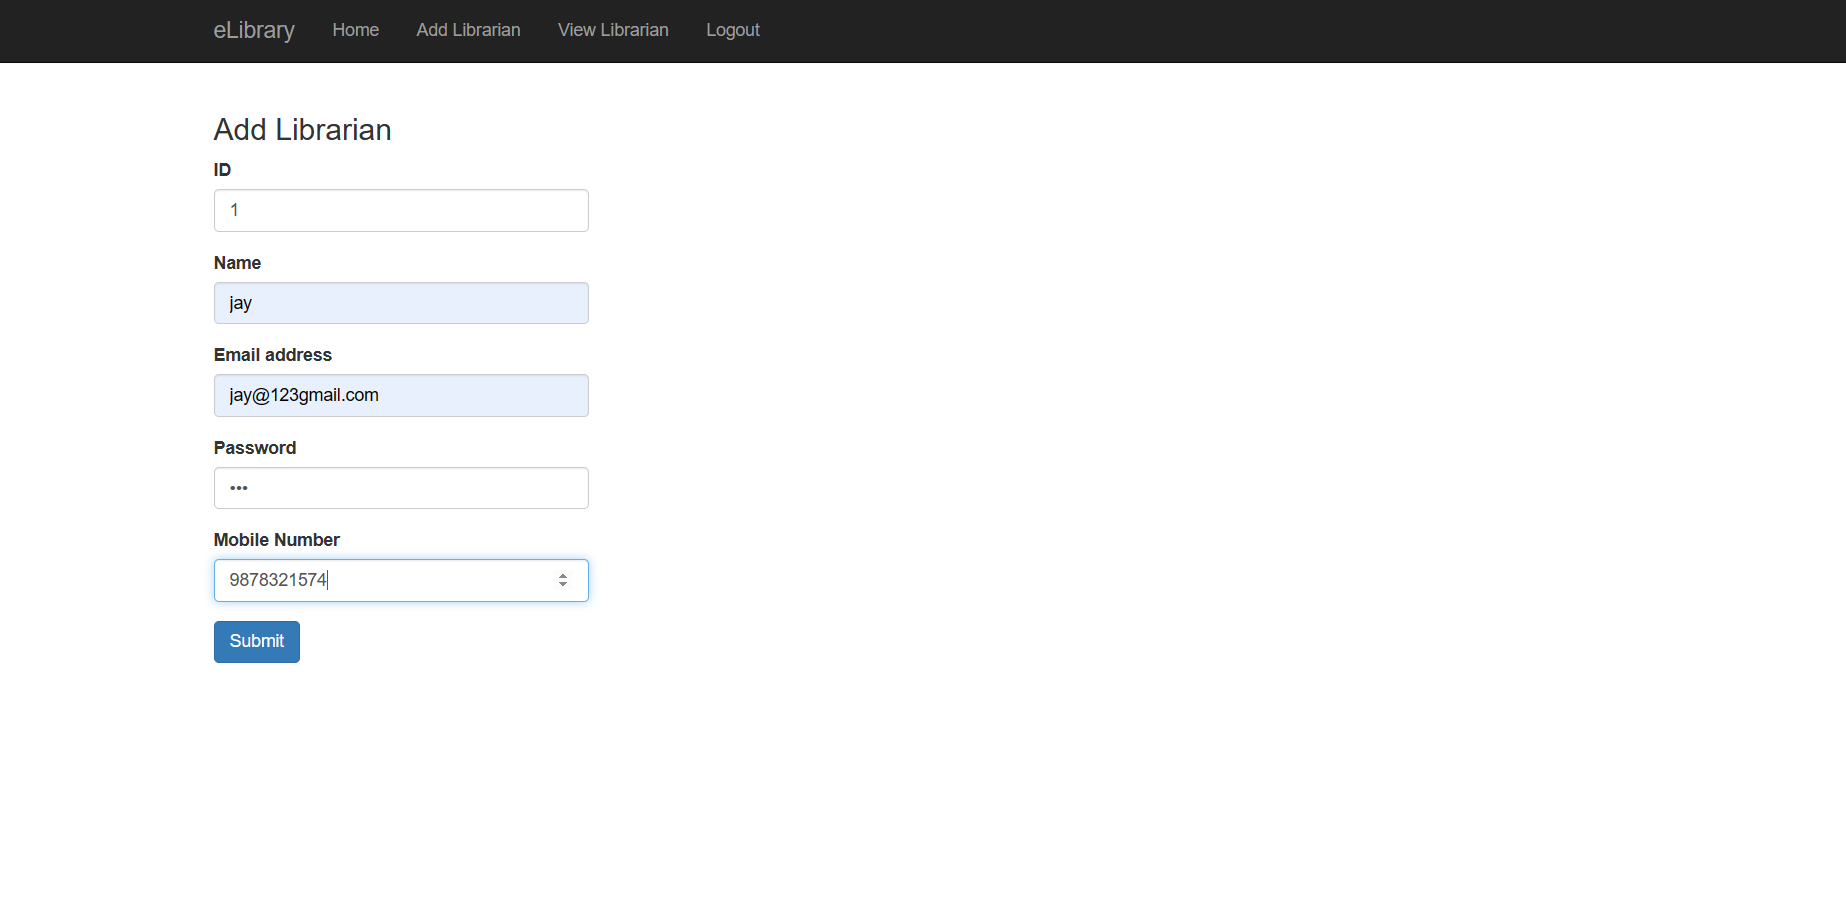 eLibrary Home Add Librarian View Librarian Logout
Add Librarian
ID
1
Name
jay
Email address
jay@123gmail.com
Password
•••
Mobile Number
9878321574
Submit